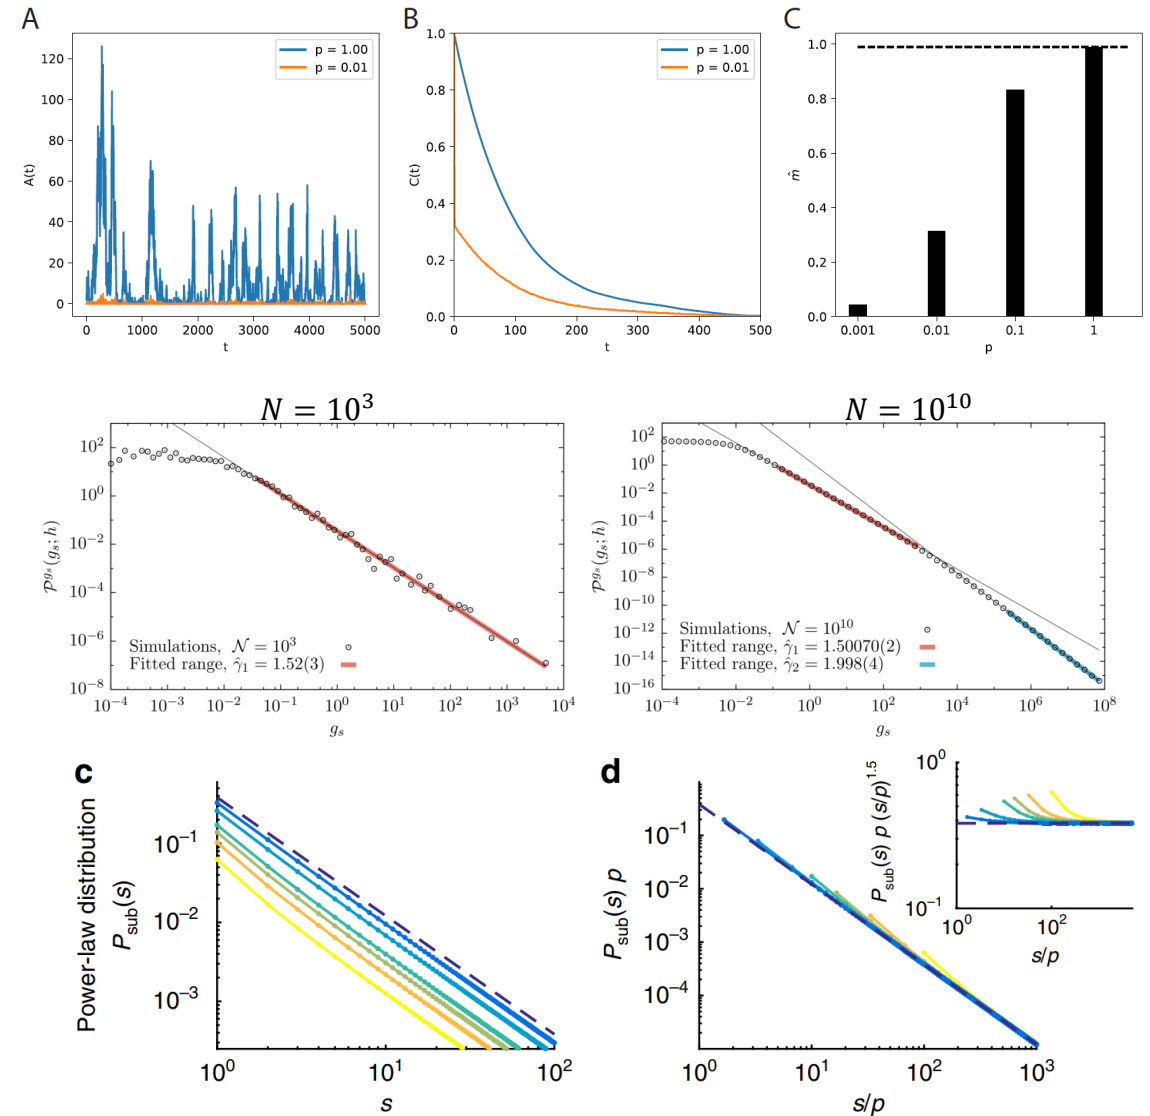 A
A(t)
120
100
80
60
40
20
0
p = 1.00
p = 0.01
0 1000 2000 3000 4000 5000
t
B
C(t)
1.0
0.8
0.6
0.4
0.2
0.0
p = 1.00
p = 0.01
0 100 200 300 400 500
t
C
m̂
1.0
0.8
0.6
0.4
0.2
0.0
0.001 0.01 0.1 1
p
N = 10³
𝒫^{g_s}(g_s; h)
10² 
10⁰
10⁻²
10⁻⁴
10⁻⁶
10⁻⁸
Simulations, 𝒩 = 10³
Fitted range, γ̂₁ = 1.52(3)
10⁻⁴ 10⁻³ 10⁻² 10⁻¹ 10⁰ 10¹ 10² 10³ 10⁴
g_s
N = 10¹⁰
𝒫^{g_s}(g_s; h)
10²
10⁰
10⁻²
10⁻⁴
10⁻⁶
10⁻⁸
10⁻¹⁰
10⁻¹²
10⁻¹⁴
10⁻¹⁶
Simulations, 𝒩 = 10¹⁰
Fitted range, γ̂₁ = 1.50070(2)
Fitted range, γ̂₂ = 1.998(4)
10⁻⁴ 10⁻² 10⁰ 10² 10⁴ 10⁶ 10⁸
g_s
c
Power-law distribution
P_sub(s)
10⁻¹
10⁻²
10⁻³
10⁰ 10¹ 10²
s
d
P_sub(s) p
10⁻¹
10⁻²
10⁻³
10⁻⁴
10⁰ 10¹ 10² 10³
s/p
P_sub(s) p (s/p)^1.5
10⁰
10⁻¹
10⁰ 10²
s/p